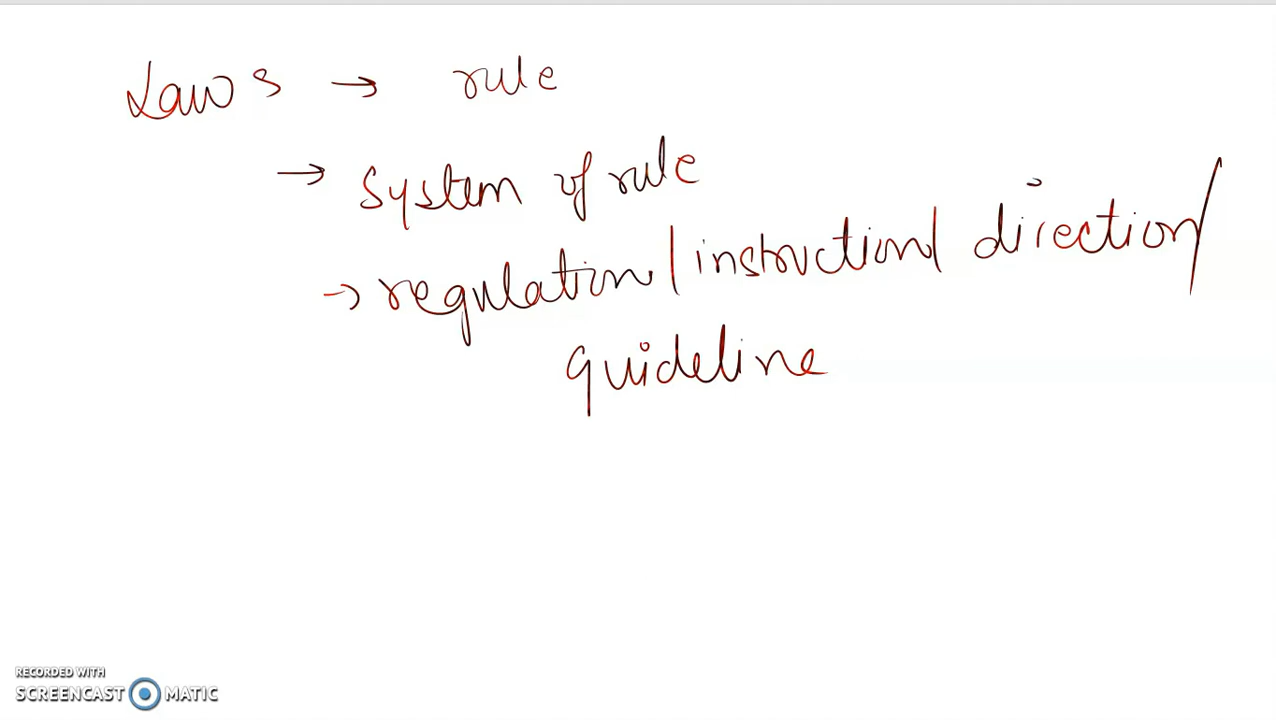 Laws → rule
→ System of rule
→ regulation/instruction/direction/
guideline
RECORDED WITH
SCREENCAST MATIC